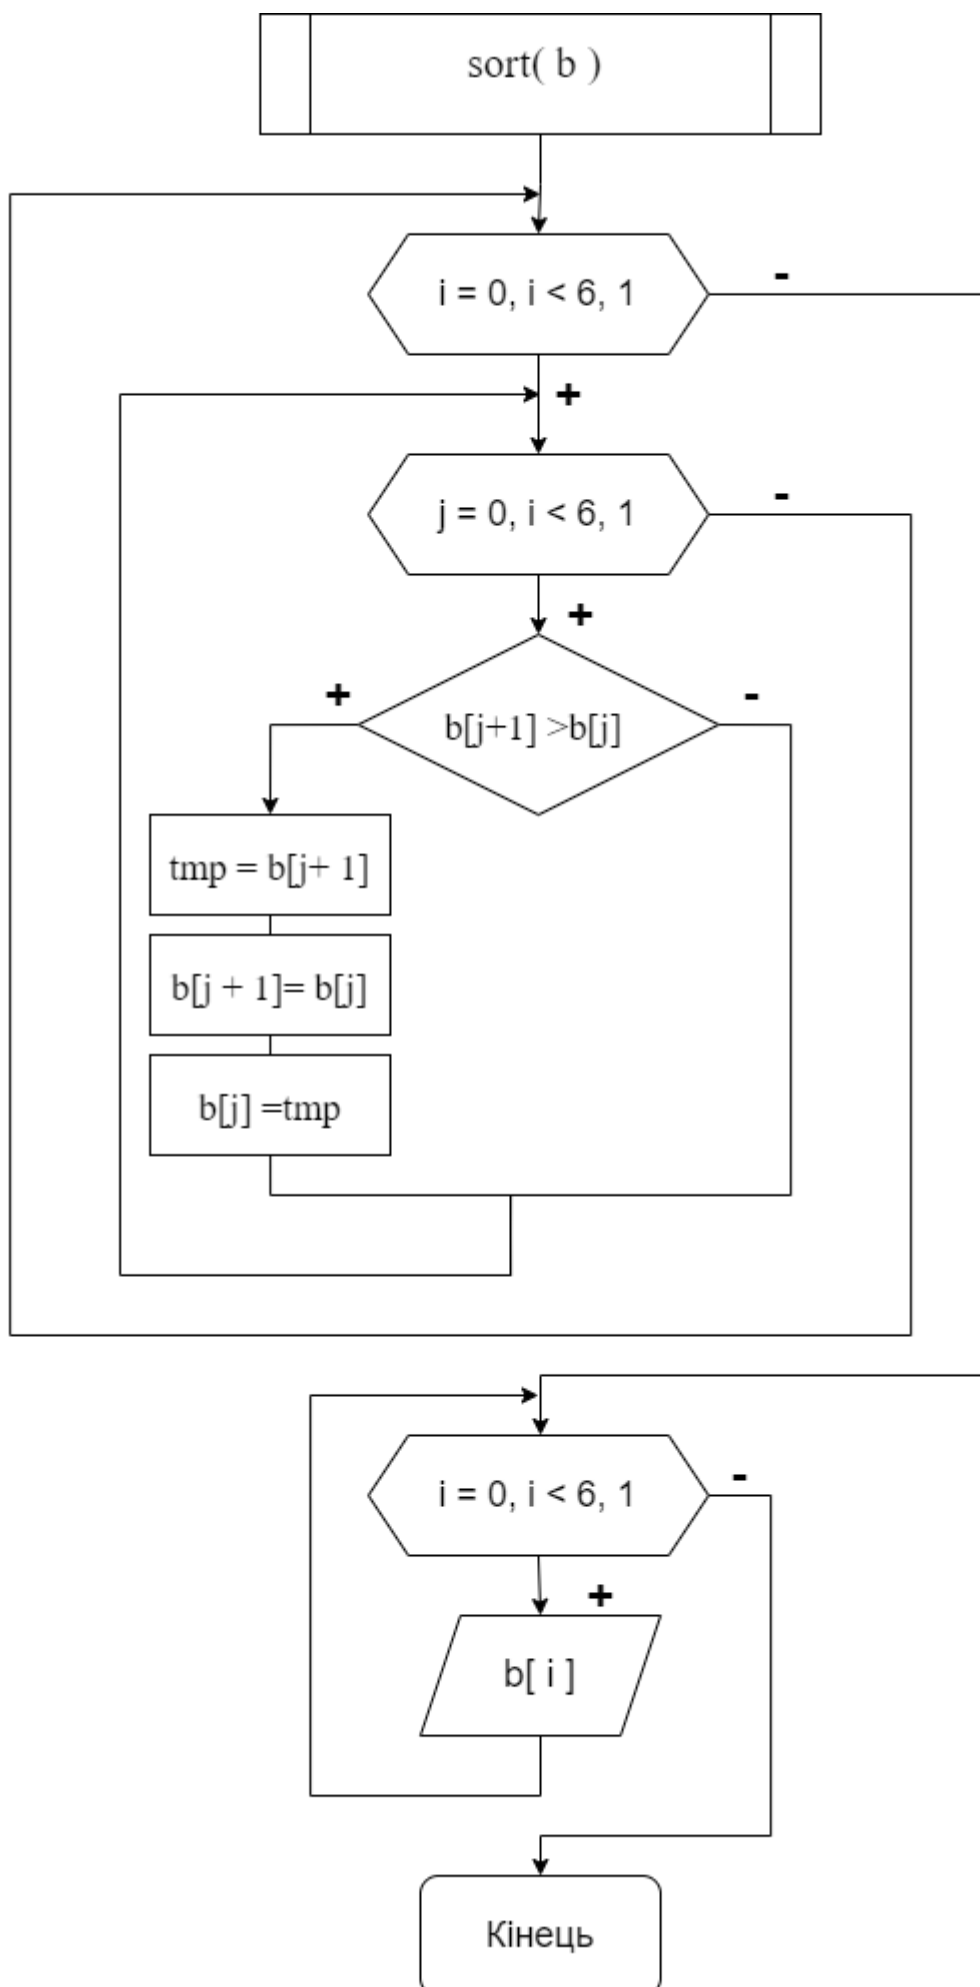 sort( b )
i = 0, i < 6, 1
-
+
j = 0, i < 6, 1
-
+
+
-
b[j+1] >b[j]
tmp = b[j+ 1]
b[j + 1]= b[j]
b[j] =tmp
i = 0, i < 6, 1
-
+
b[ i ]
Кінець